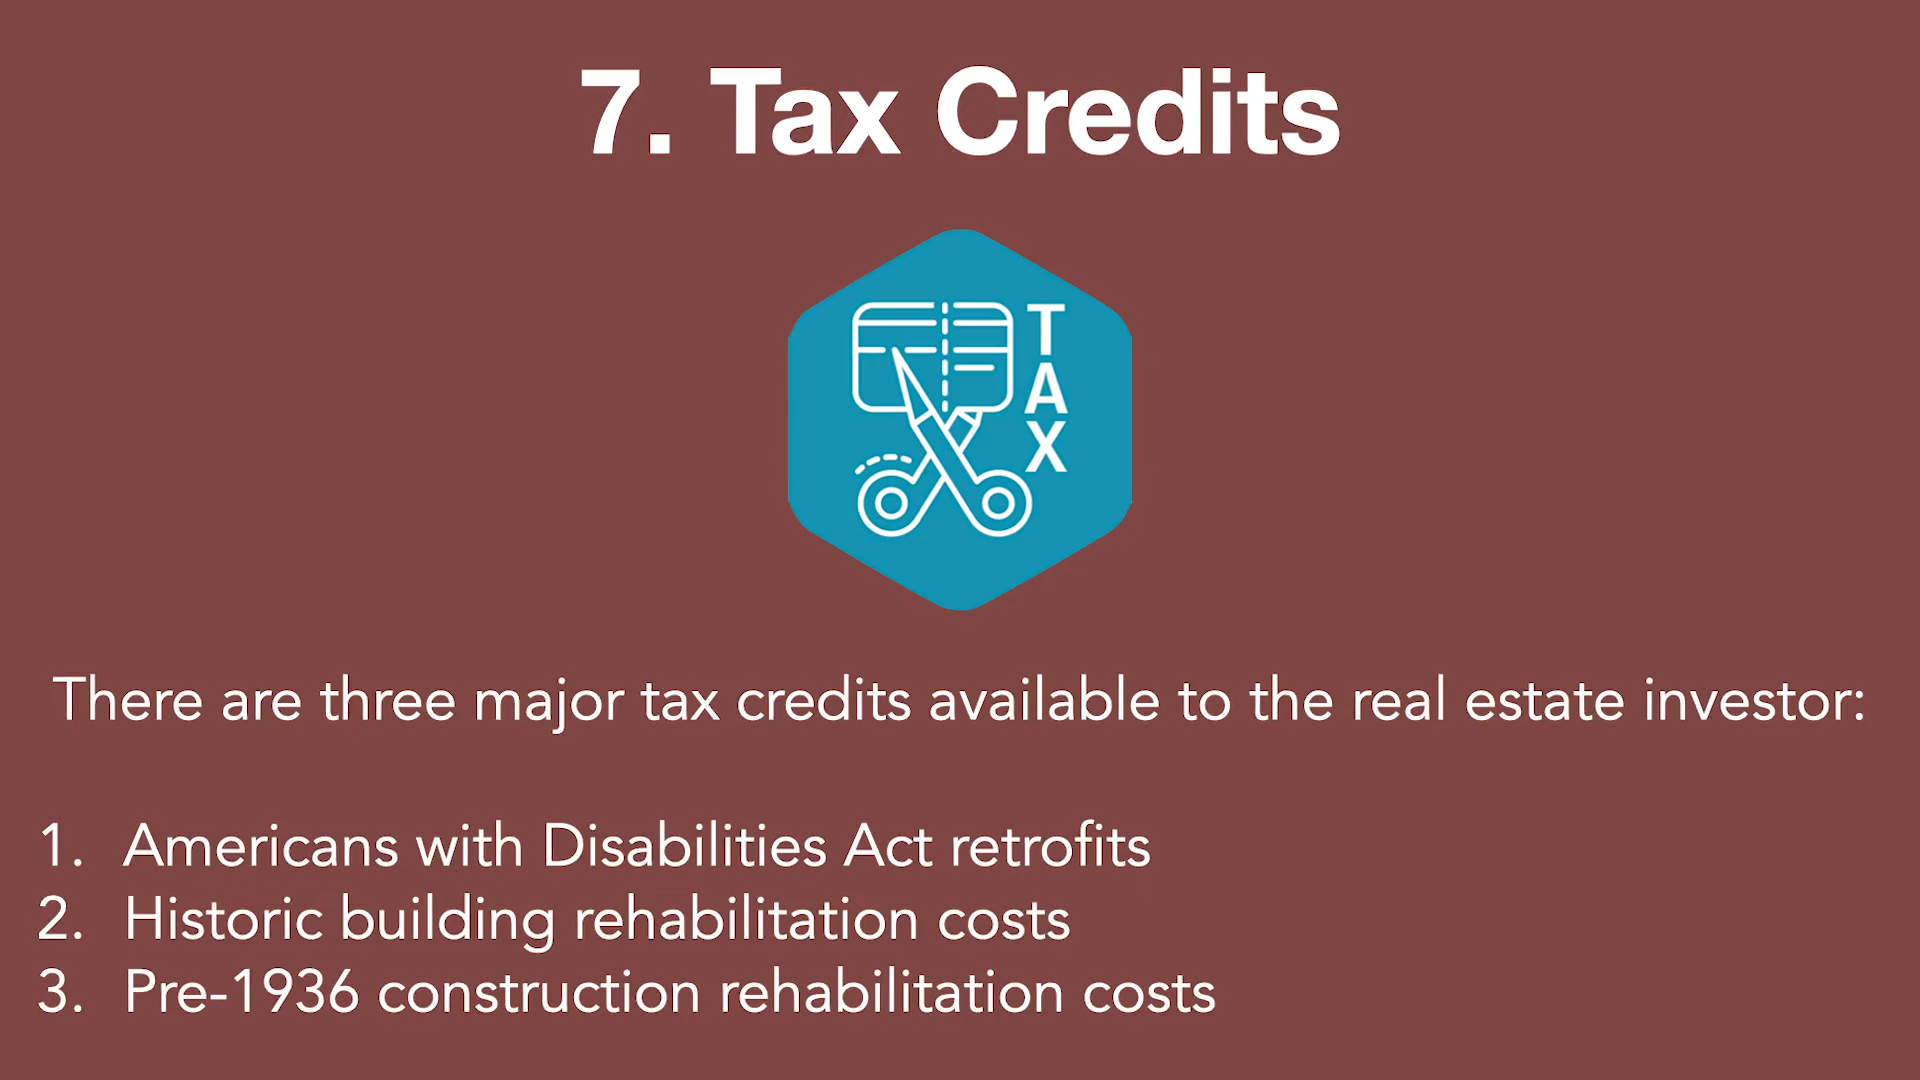 7. Tax Credits
T
A
X
There are three major tax credits available to the real estate investor:
1. Americans with Disabilities Act retrofits
2. Historic building rehabilitation costs
3. Pre-1936 construction rehabilitation costs